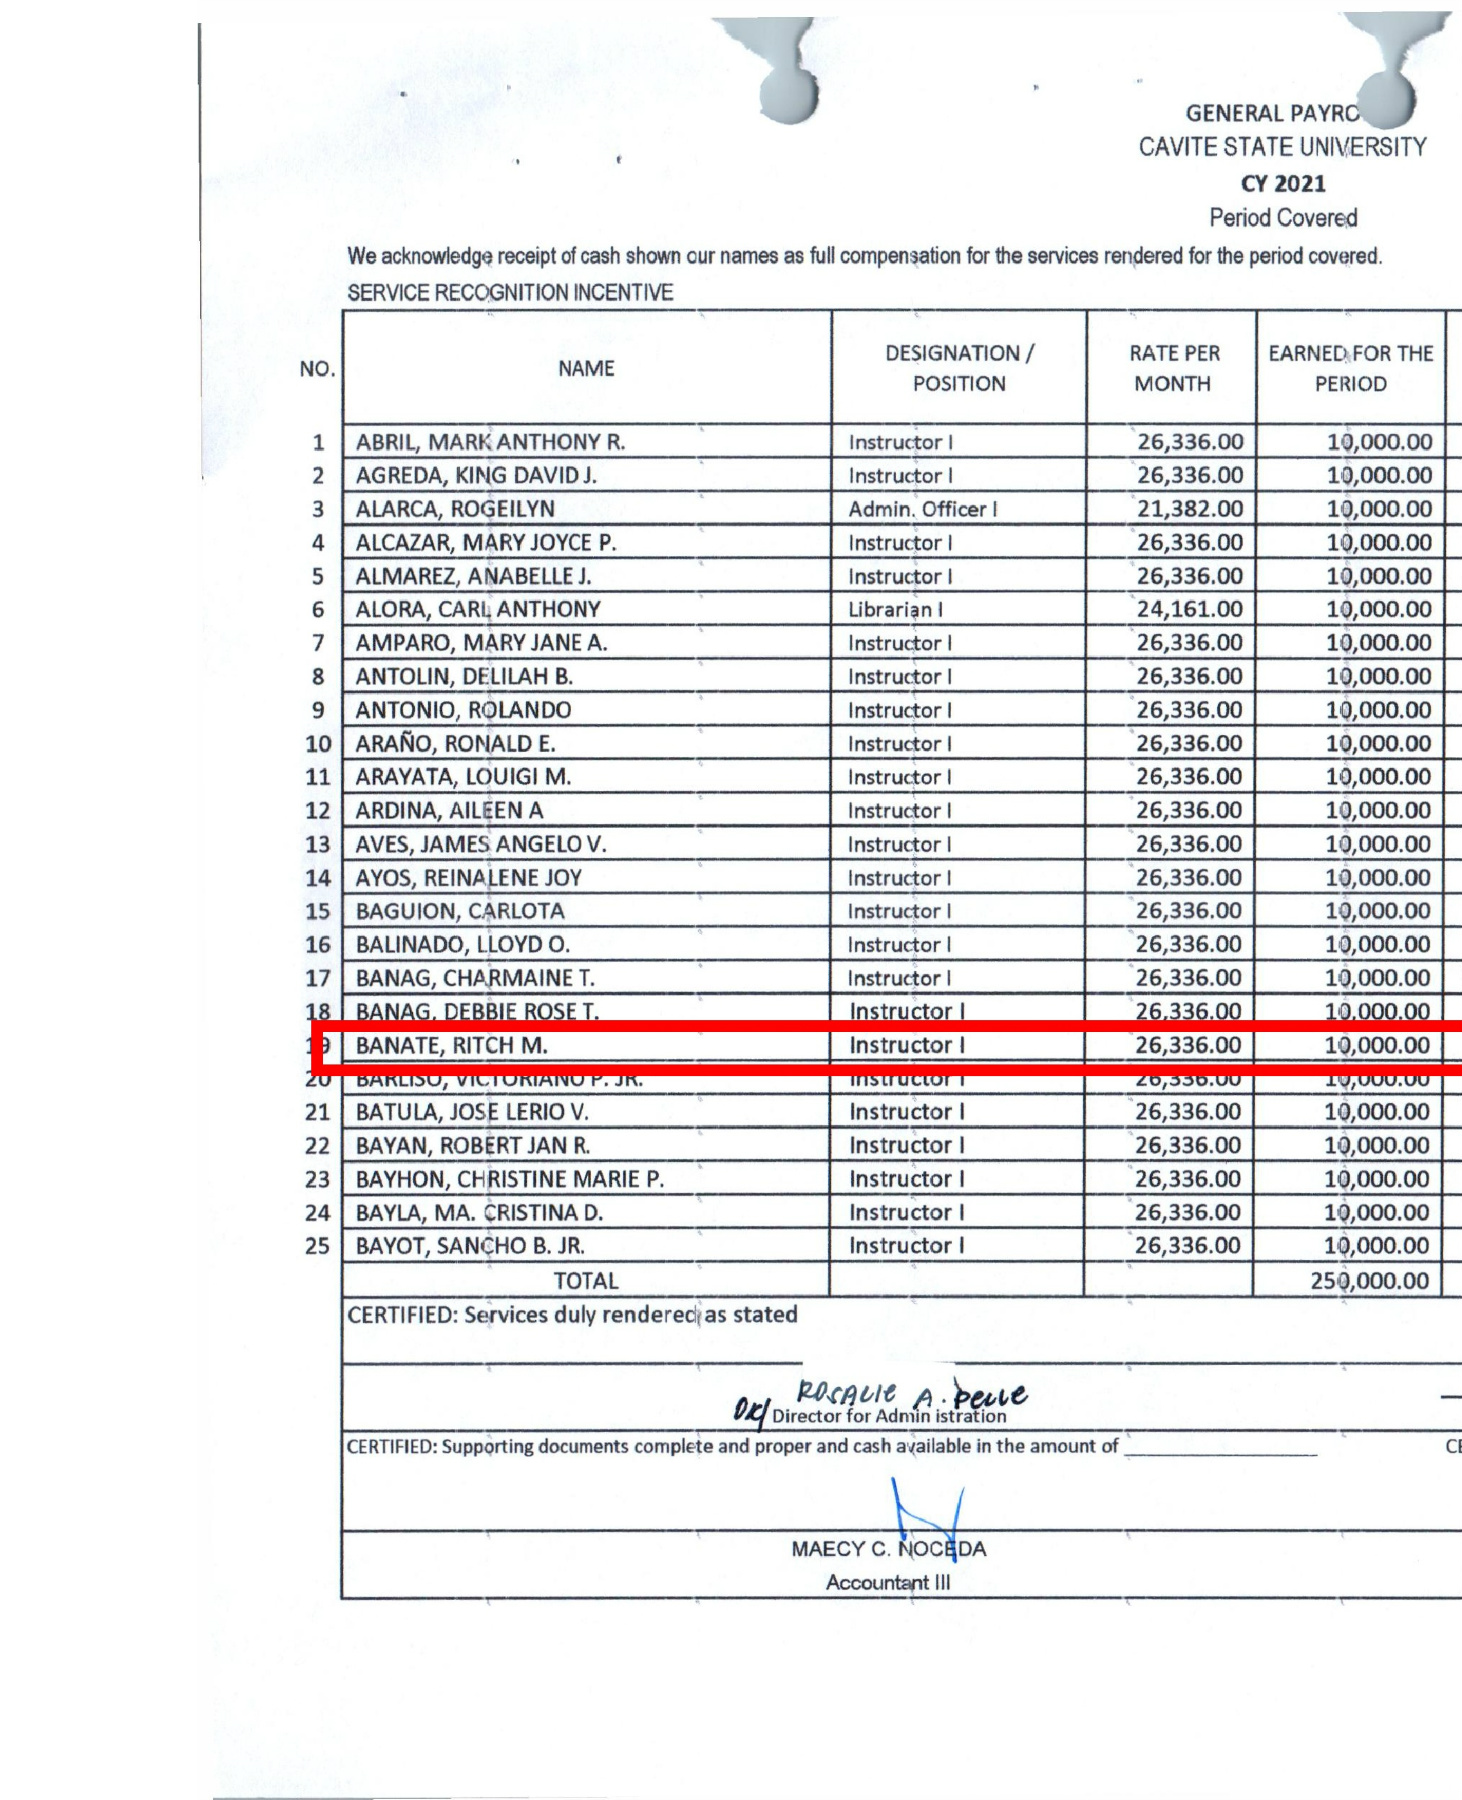 GENERAL PAYRO
CAVITE STATE UNIVERSITY
CY 2021
Period Covered
We acknowledge receipt of cash shown our names as full compensation for the services rendered for the period covered.
SERVICE RECOGNITION INCENTIVE
NO. NAME DESIGNATION / POSITION RATE PER MONTH EARNED FOR THE PERIOD
1 ABRIL, MARK ANTHONY R. Instructor I 26,336.00 10,000.00
2 AGREDA, KING DAVID J. Instructor I 26,336.00 10,000.00
3 ALARCA, ROGEILYN Admin. Officer I 21,382.00 10,000.00
4 ALCAZAR, MARY JOYCE P. Instructor I 26,336.00 10,000.00
5 ALMAREZ, ANABELLE J. Instructor I 26,336.00 10,000.00
6 ALORA, CARL ANTHONY Librarian I 24,161.00 10,000.00
7 AMPARO, MARY JANE A. Instructor I 26,336.00 10,000.00
8 ANTOLIN, DELILAH B. Instructor I 26,336.00 10,000.00
9 ANTONIO, ROLANDO Instructor I 26,336.00 10,000.00
10 ARAÑO, RONALD E. Instructor I 26,336.00 10,000.00
11 ARAYATA, LOUIGI M. Instructor I 26,336.00 10,000.00
12 ARDINA, AILEEN A Instructor I 26,336.00 10,000.00
13 AVES, JAMES ANGELO V. Instructor I 26,336.00 10,000.00
14 AYOS, REINALENE JOY Instructor I 26,336.00 10,000.00
15 BAGUION, CARLOTA Instructor I 26,336.00 10,000.00
16 BALINADO, LLOYD O. Instructor I 26,336.00 10,000.00
17 BANAG, CHARMAINE T. Instructor I 26,336.00 10,000.00
18 BANAG, DEBBIE ROSE T. Instructor I 26,336.00 10,000.00
19 BANATE, RITCH M. Instructor I 26,336.00 10,000.00
20 BARLISO, VICTORIANO P. JR. Instructor I 26,336.00 10,000.00
21 BATULA, JOSE LERIO V. Instructor I 26,336.00 10,000.00
22 BAYAN, ROBERT JAN R. Instructor I 26,336.00 10,000.00
23 BAYHON, CHRISTINE MARIE P. Instructor I 26,336.00 10,000.00
24 BAYLA, MA. CRISTINA D. Instructor I 26,336.00 10,000.00
25 BAYOT, SANCHO B. JR. Instructor I 26,336.00 10,000.00
TOTAL 250,000.00
CERTIFIED: Services duly rendered as stated
ROSALIE A.
Director for Admin istration
CERTIFIED: Supporting documents complete and proper and cash available in the amount of CE
MAECY C. NOCEDA
Accountant III